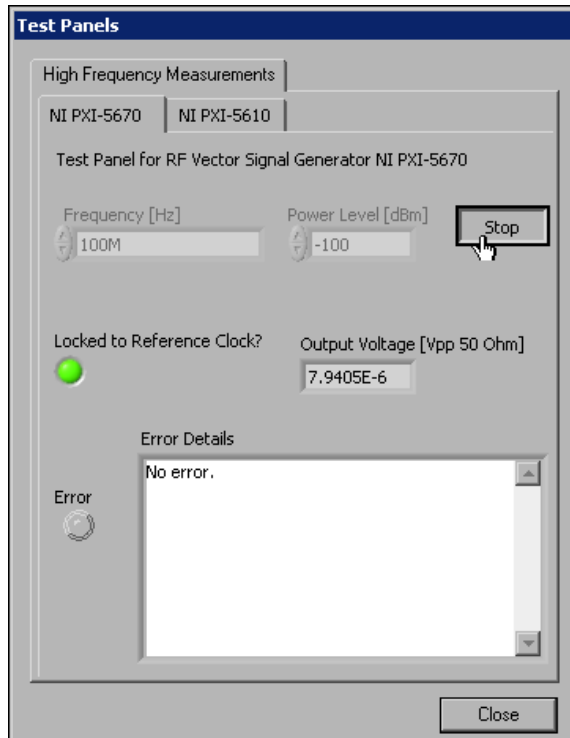 Test Panels
High Frequency Measurements
NI PXI-5670 NI PXI-5610
Test Panel for RF Vector Signal Generator NI PXI-5670
Frequency [Hz] Power Level [dBm]
100M -100 Stop
Locked to Reference Clock? Output Voltage [Vpp 50 Ohm]
7.9405E-6
Error Details
No error.
Error
Close